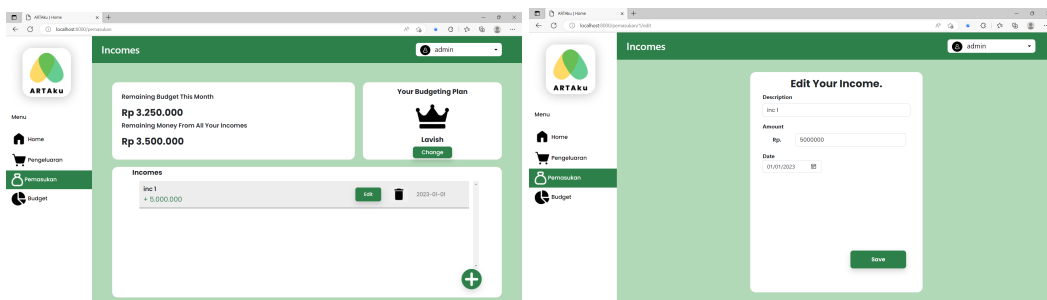 ARTAku | Home
localhost:8000/pemasukan
Incomes
admin
ARTAku
Menu
Home
Pengeluaran
Pemasukan
Budget
Remaining Budget This Month
Rp 3.250.000
Remaining Money From All Your Incomes
Rp 3.500.000
Your Budgeting Plan
Lavish
Change
Incomes
inc 1
+ 5.000.000
Edit
2023-01-01
ARTAku | Home
localhost:8000/pemasukan/1/edit
Incomes
admin
ARTAku
Menu
Home
Pengeluaran
Pemasukan
Budget
Edit Your Income.
Description
inc 1
Amount
Rp. 5000000
Date
01/01/2023
Save